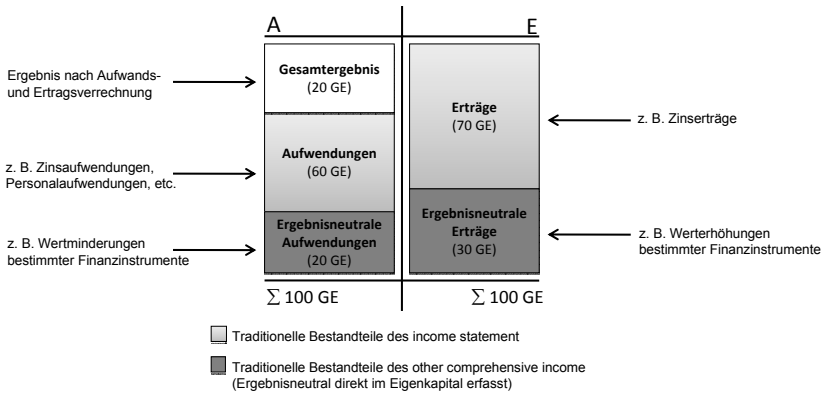 A
E
Ergebnis nach Aufwands-
und Ertragsverrechnung
Gesamtergebnis
(20 GE)
Erträge
(70 GE)
z. B. Zinserträge
z. B. Zinsaufwendungen,
Personalaufwendungen, etc.
Aufwendungen
(60 GE)
z. B. Wertminderungen
bestimmter Finanzinstrumente
Ergebnisneutrale
Aufwendungen
(20 GE)
Ergebnisneutrale
Erträge
(30 GE)
z. B. Werterhöhungen
bestimmter Finanzinstrumente
∑ 100 GE
∑ 100 GE
Traditionelle Bestandteile des income statement
Traditionelle Bestandteile des other comprehensive income
(Ergebnisneutral direkt im Eigenkapital erfasst)